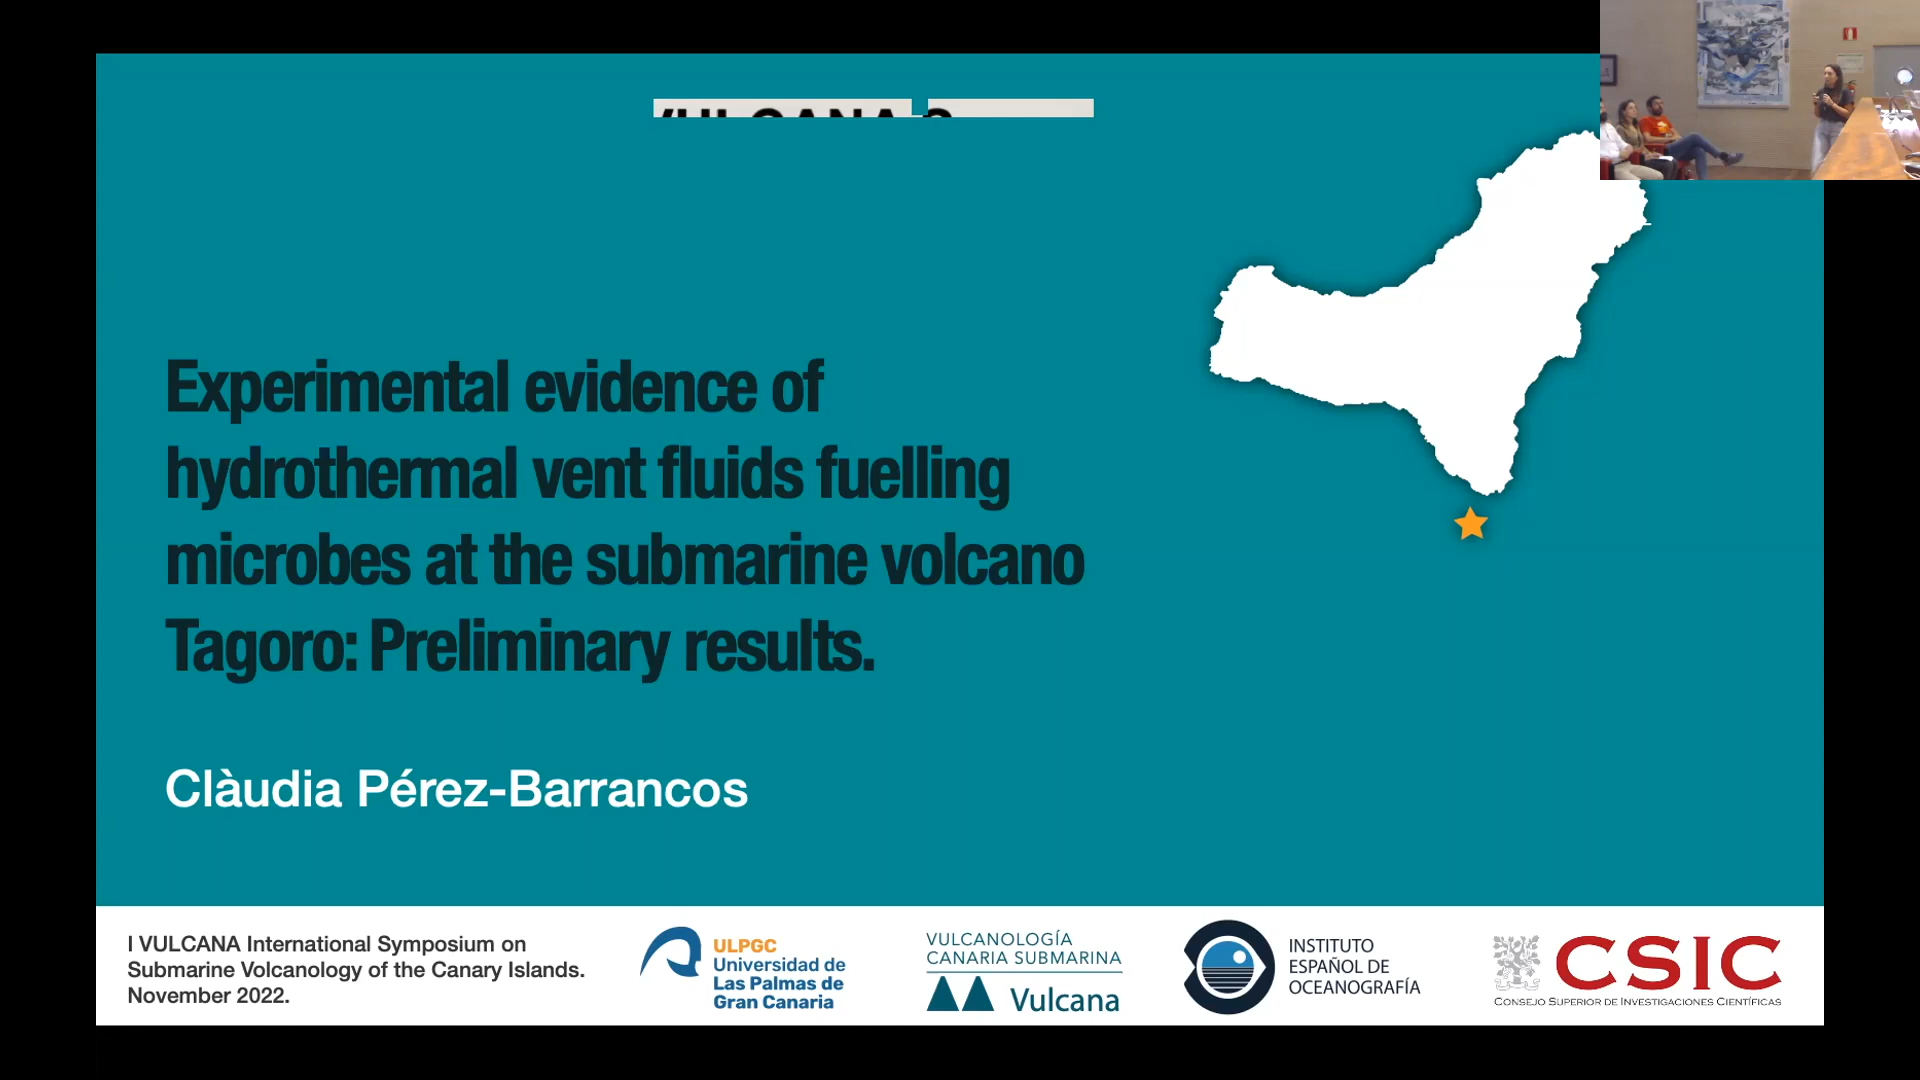 Experimental evidence of
hydrothermal vent fluids fuelling
microbes at the submarine volcano
Tagoro: Preliminary results.
Clàudia Pérez-Barrancos
I VULCANA International Symposium on
Submarine Volcanology of the Canary Islands.
November 2022.
ULPGC
Universidad de
Las Palmas de
Gran Canaria
VULCANOLOGÍA
CANARIA SUBMARINA
Vulcana
INSTITUTO
ESPAÑOL DE
OCEANOGRAFÍA
CSIC
CONSEJO SUPERIOR DE INVESTIGACIONES CIENTÍFICAS